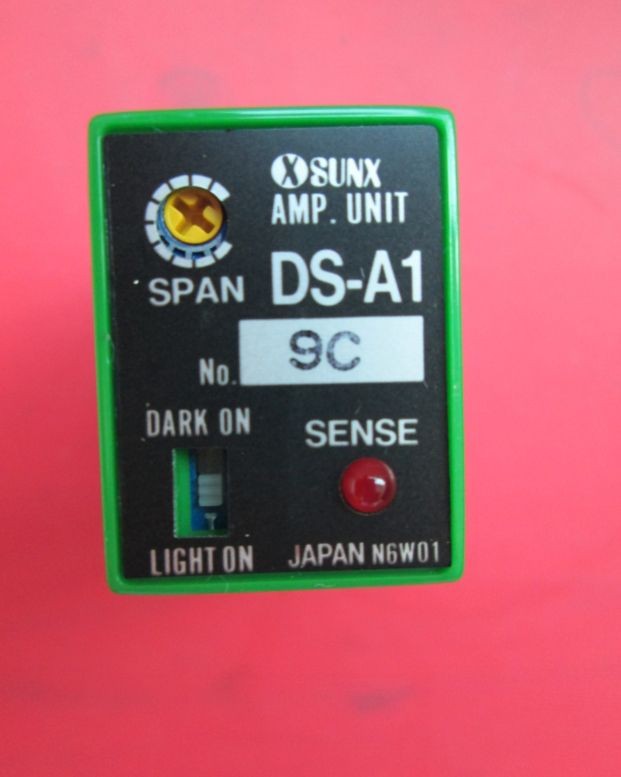 SUNX
AMP. UNIT
SPAN DS-A1
No. 9C
DARK ON
SENSE
LIGHT ON JAPAN N6W01